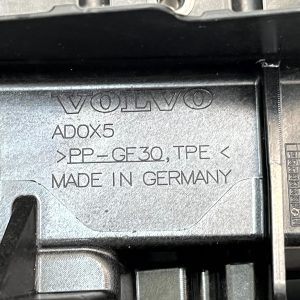 VOLVO
AD0X5
>PP-GF30, TPE<
MADE IN GERMANY